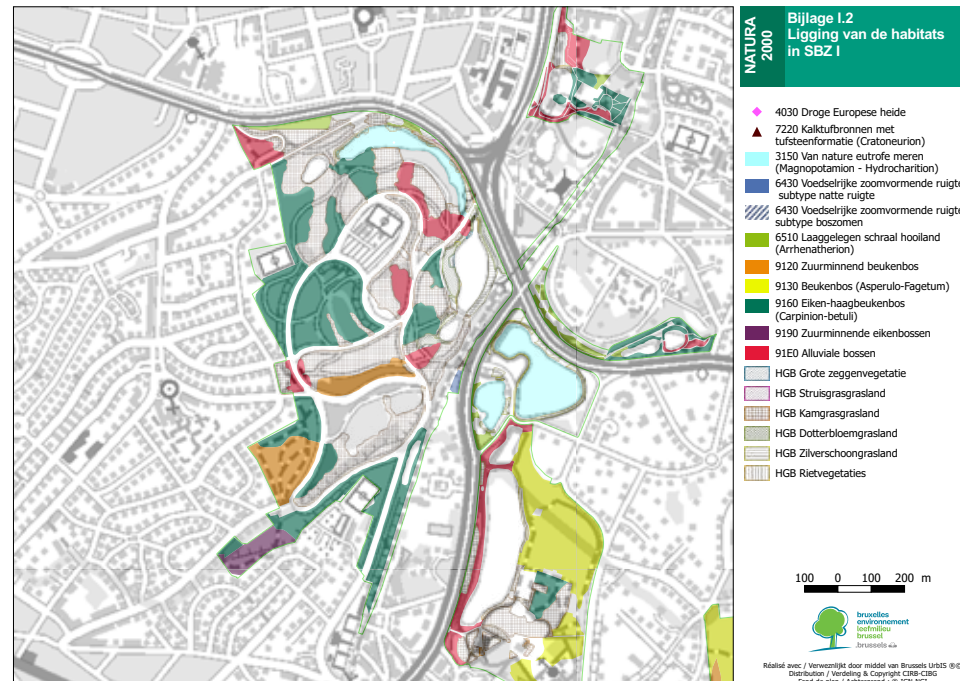 NATURA
2000
Bijlage I.2
Ligging van de habitats
in SBZ I
4030 Droge Europese heide
7220 Kalktufbronnen met
tufsteenformatie (Cratoneurion)
3150 Van nature eutrofe meren
(Magnopotamion - Hydrocharition)
6430 Voedselrijke zoomvormende ruigte
subtype natte ruigte
6430 Voedselrijke zoomvormende ruigte
subtype boszomen
6510 Laaggelegen schraal hooiland
(Arrhenatherion)
9120 Zuurminnend beukenbos
9130 Beukenbos (Asperulo-Fagetum)
9160 Eiken-haagbeukenbos
(Carpinion-betuli)
9190 Zuurminnende eikenbossen
91E0 Alluviale bossen
HGB Grote zeggenvegetatie
HGB Struisgrasgrasland
HGB Kamgrasgrasland
HGB Dotterbloemgrasland
HGB Zilverschoongrasland
HGB Rietvegetaties
100 0 100 200 m
bruxelles
environnement
leefmilieu
brussel
.brussels
Réalisé avec / Verwezenlijkt door middel van Brussels UrbIS ®©
Distribution / Verdeling & Copyright CIRB-CIBG